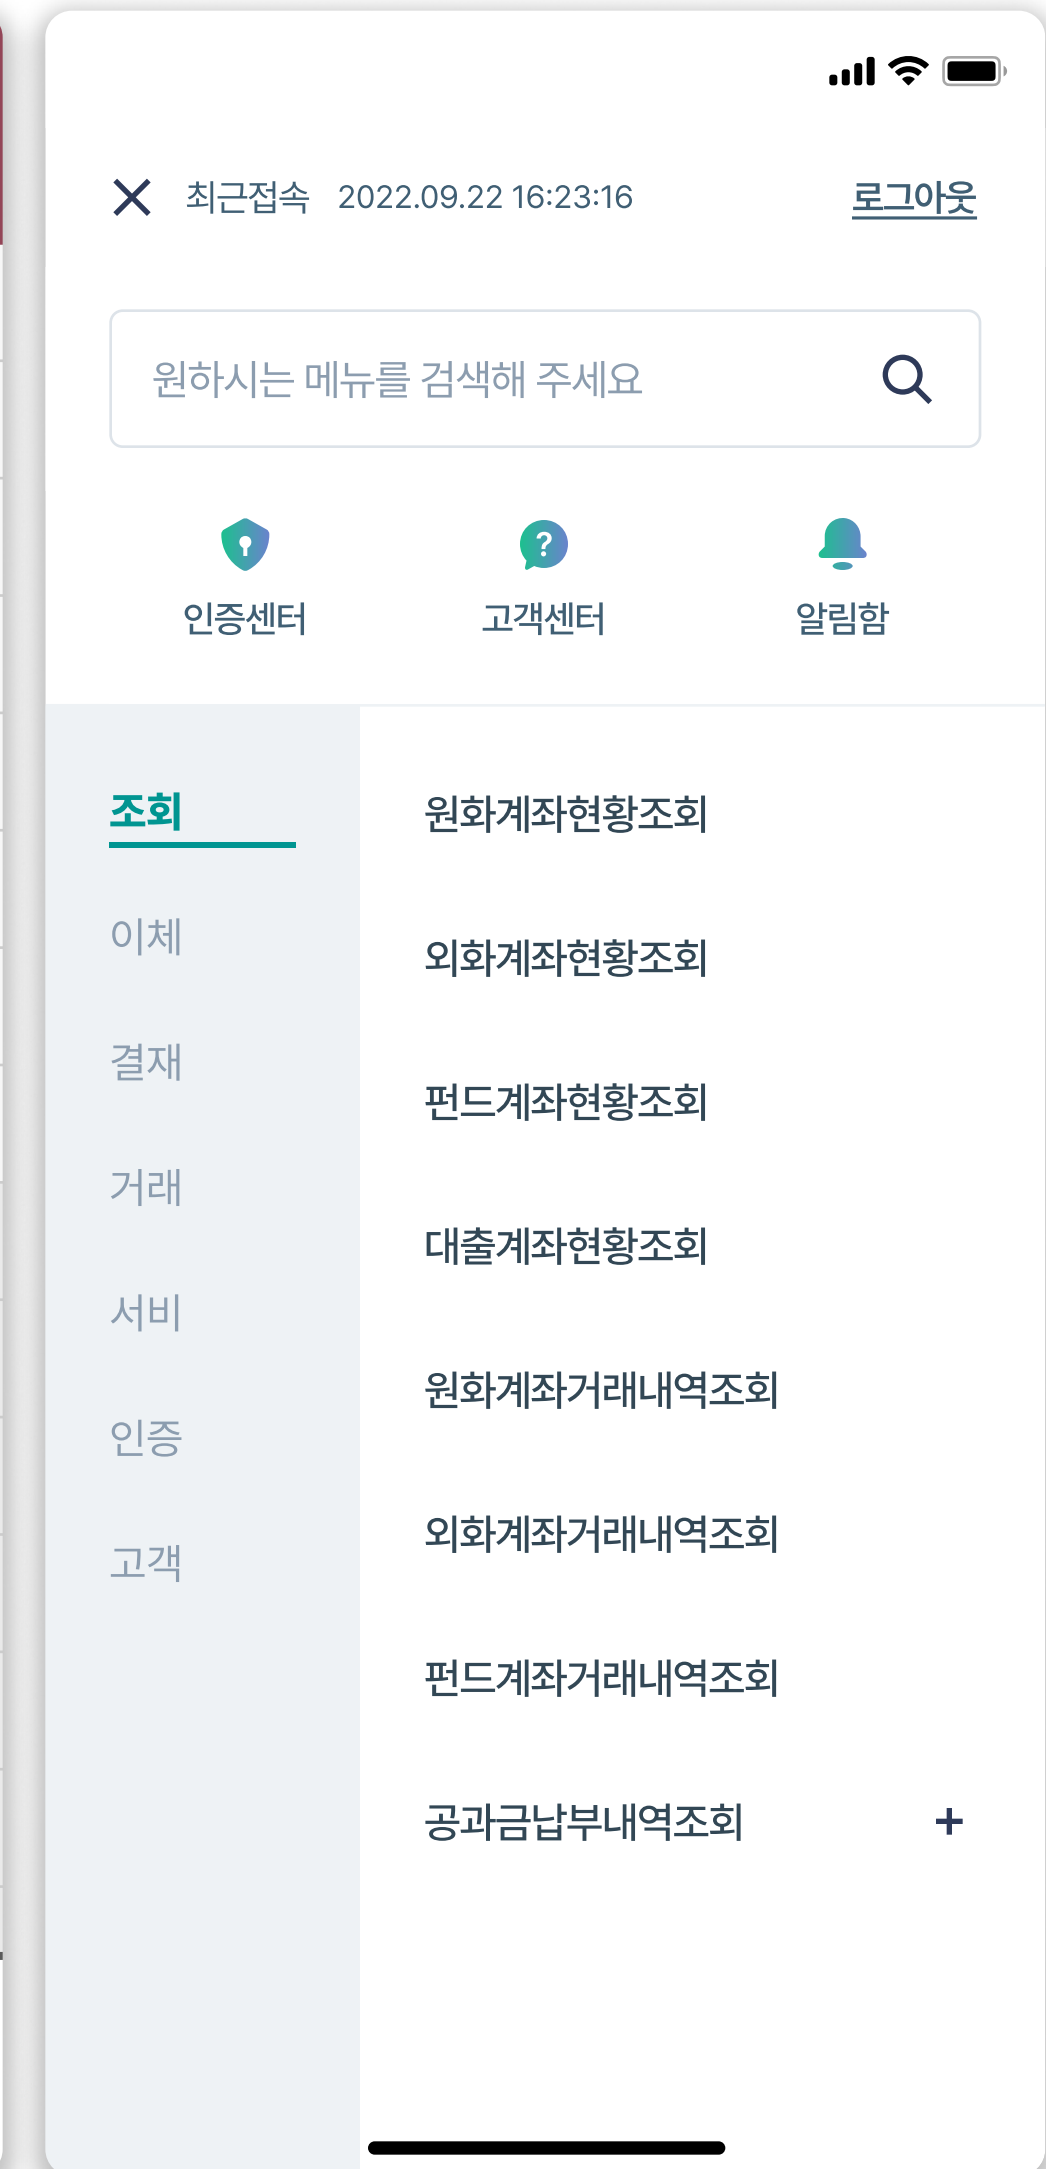 최근접속 2022.09.22 16:23:16 로그아웃
원하시는 메뉴를 검색해 주세요
인증센터 고객센터 알림함
조회
이체
결재
거래
서비
인증
고객
원화계좌현황조회
외화계좌현황조회
펀드계좌현황조회
대출계좌현황조회
원화계좌거래내역조회
외화계좌거래내역조회
펀드계좌거래내역조회
공과금납부내역조회 +